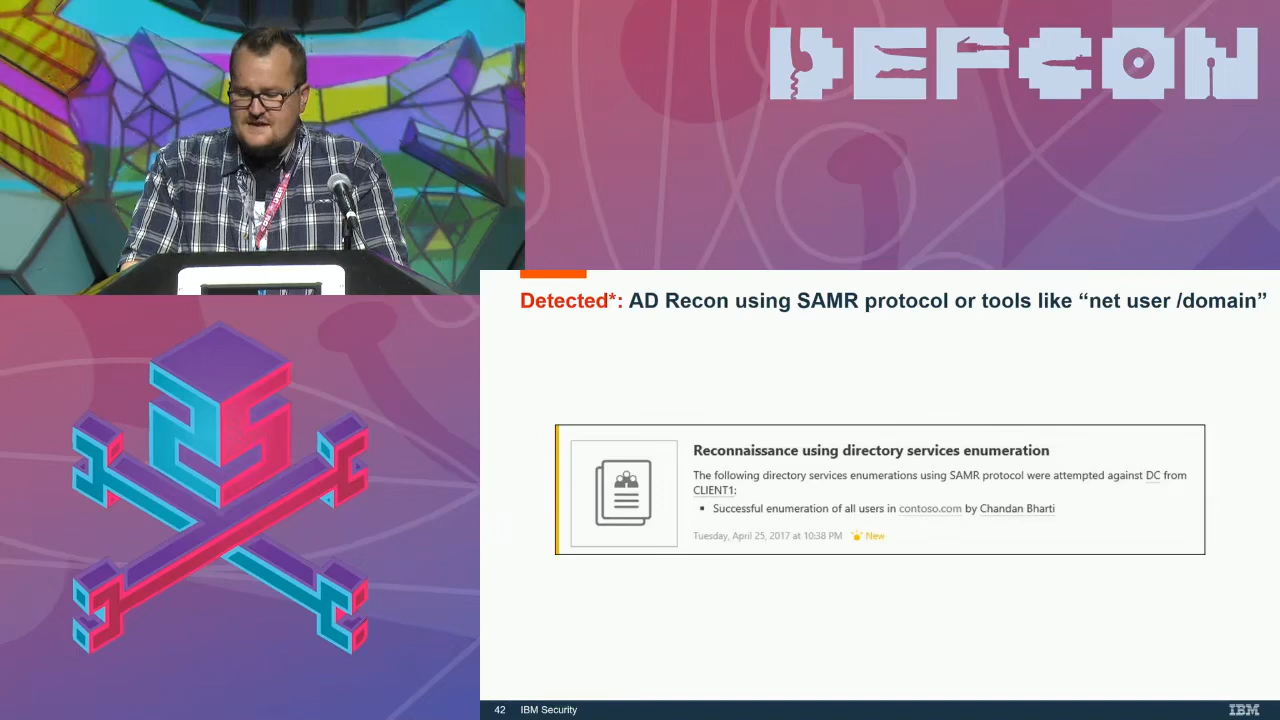 DEFCON
Detected*: AD Recon using SAMR protocol or tools like “net user /domain”
Reconnaissance using directory services enumeration
The following directory services enumerations using SAMR protocol were attempted against DC from
CLIENT1:
▪ Successful enumeration of all users in contoso.com by Chandan Bharti
Tuesday, April 25, 2017 at 10:38 PM New
42 IBM Security
IBM